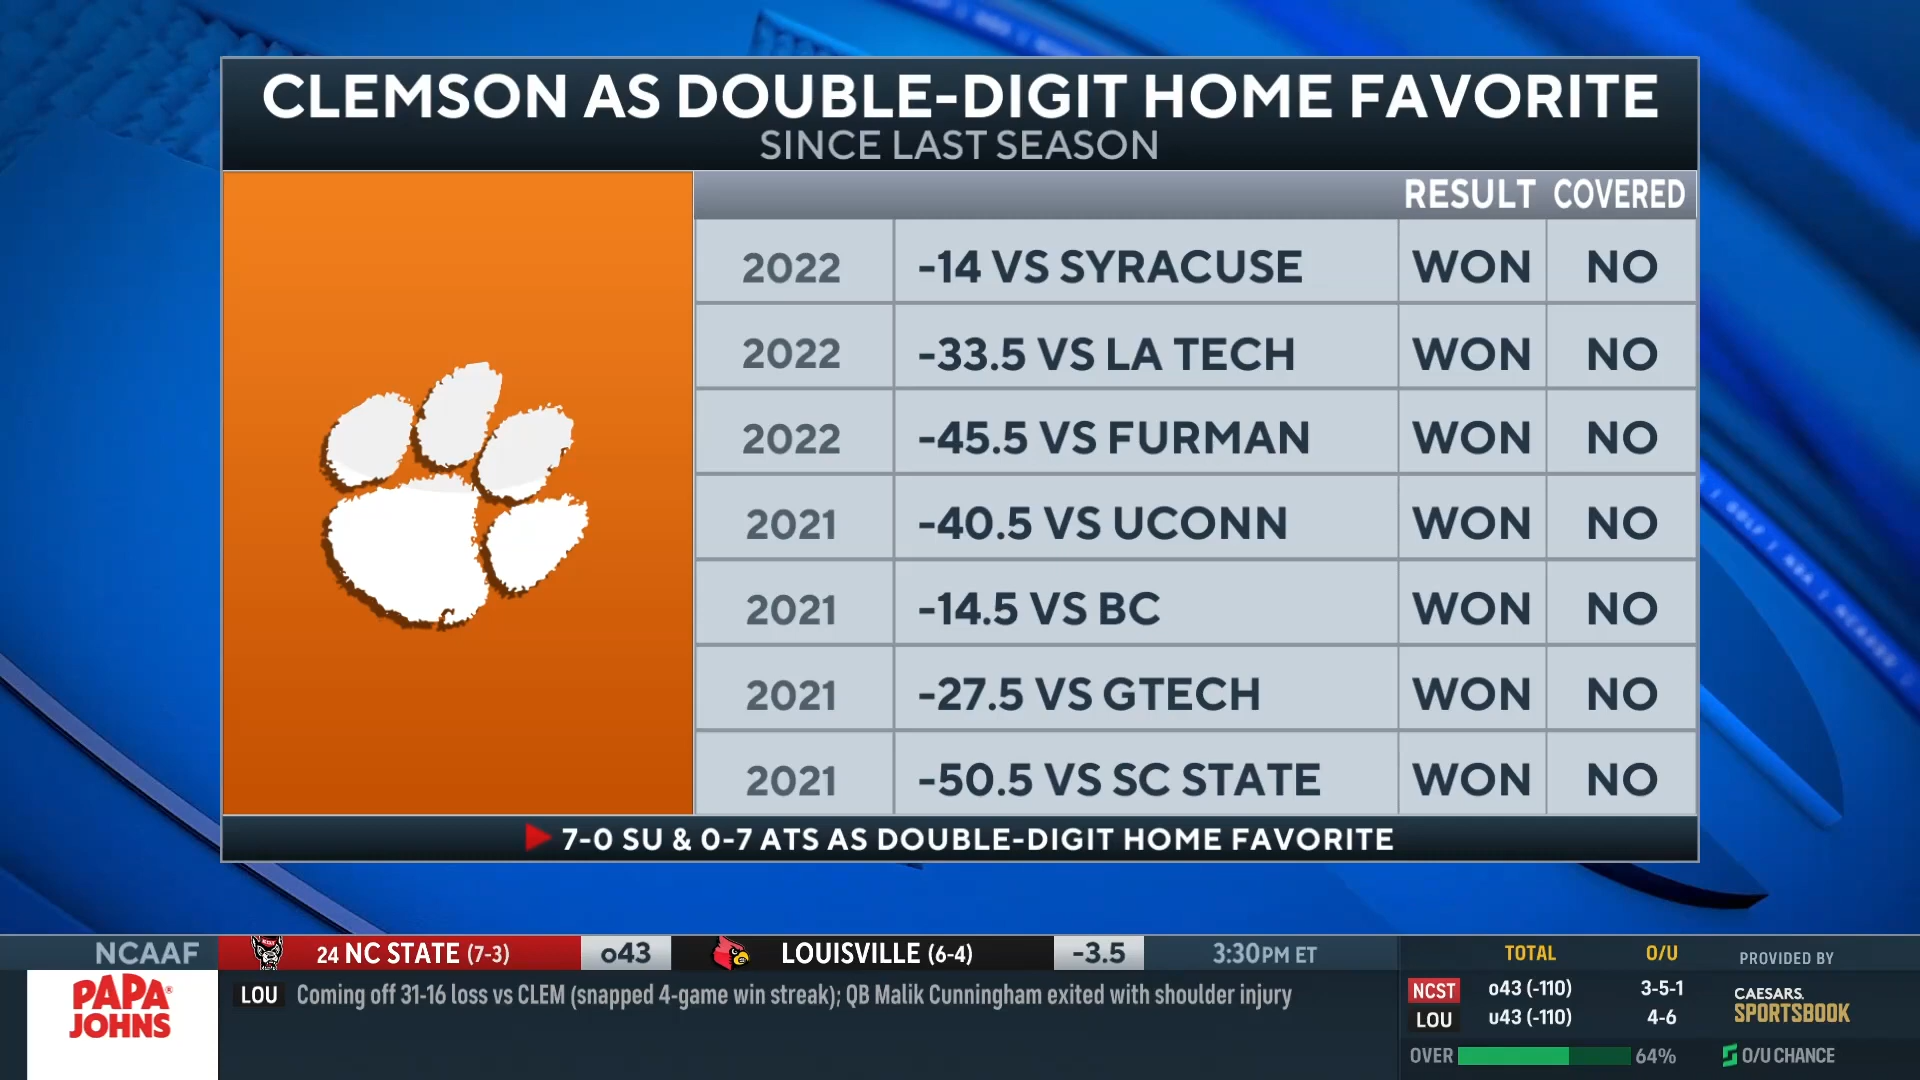 CLEMSON AS DOUBLE-DIGIT HOME FAVORITE
SINCE LAST SEASON
RESULT COVERED
2022 -14 VS SYRACUSE WON NO
2022 -33.5 VS LA TECH WON NO
2022 -45.5 VS FURMAN WON NO
2021 -40.5 VS UCONN WON NO
2021 -14.5 VS BC WON NO
2021 -27.5 VS GTECH WON NO
2021 -50.5 VS SC STATE WON NO
7-0 SU & 0-7 ATS AS DOUBLE-DIGIT HOME FAVORITE
NCAAF 24 NC STATE (7-3) o43 LOUISVILLE (6-4) -3.5 3:30PM ET
PAPA JOHNS
LOU Coming off 31-16 loss vs CLEM (snapped 4-game win streak); QB Malik Cunningham exited with shoulder injury
TOTAL O/U
NCST o43 (-110) 3-5-1
LOU u43 (-110) 4-6
OVER 64% O/U CHANCE
PROVIDED BY
CAESARS
SPORTSBOOK